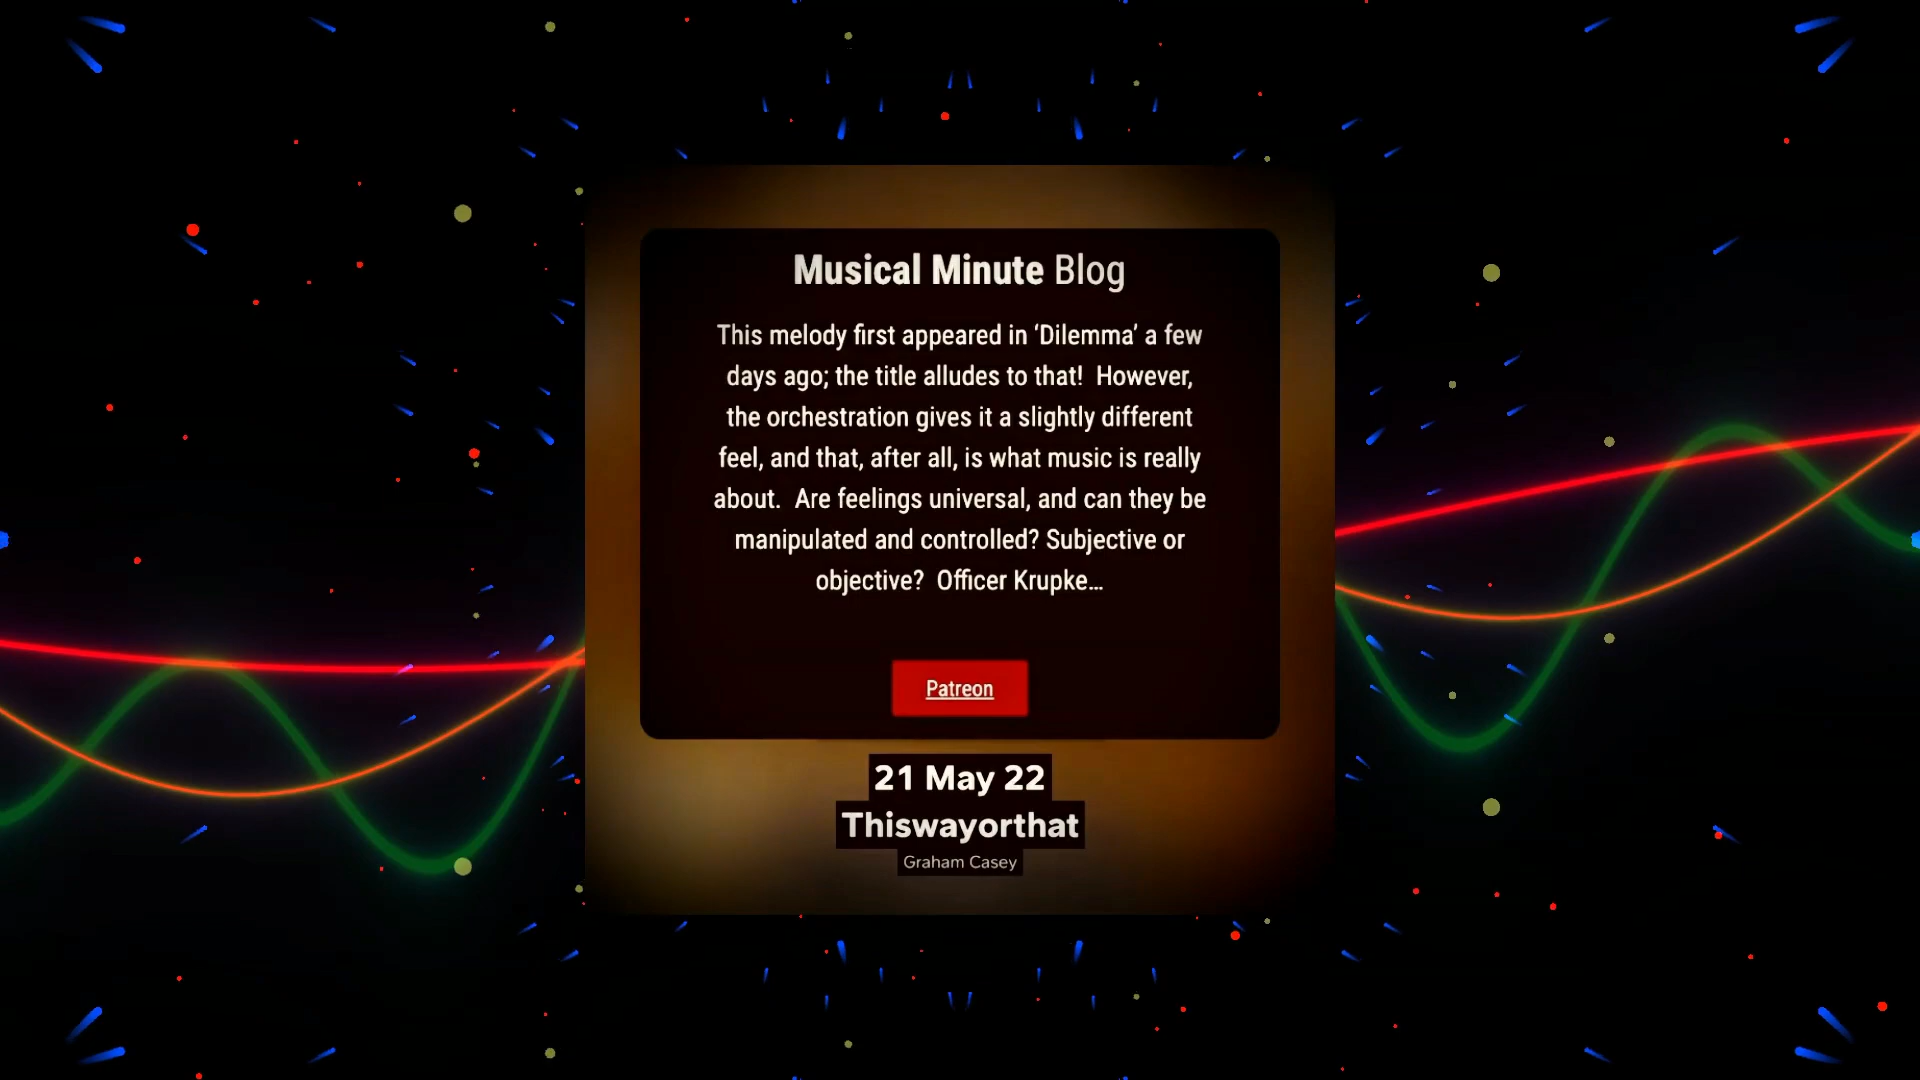 Musical Minute Blog
This melody first appeared in ‘Dilemma’ a few
days ago; the title alludes to that!  However,
the orchestration gives it a slightly different
feel, and that, after all, is what music is really
about.  Are feelings universal, and can they be
manipulated and controlled? Subjective or
objective?  Officer Krupke...
Patreon
21 May 22
Thiswayorthat
Graham Casey